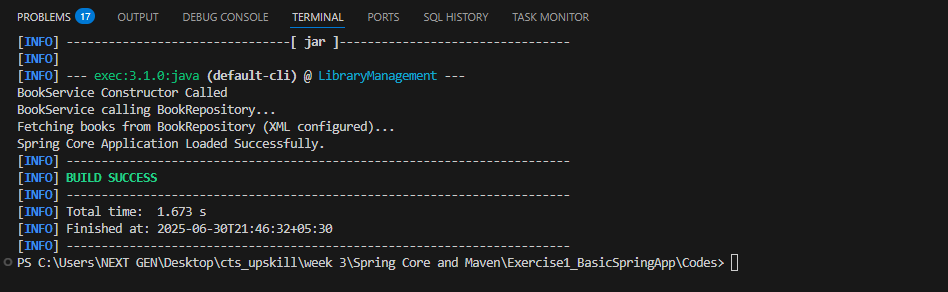 PROBLEMS 17 OUTPUT DEBUG CONSOLE TERMINAL PORTS SQL HISTORY TASK MONITOR
[INFO] --------------------------------[ jar ]---------------------------------
[INFO]
[INFO] --- exec:3.1.0:java (default-cli) @ LibraryManagement ---
BookService Constructor Called
BookService calling BookRepository...
Fetching books from BookRepository (XML configured)...
Spring Core Application Loaded Successfully.
[INFO] ------------------------------------------------------------------------
[INFO] BUILD SUCCESS
[INFO] ------------------------------------------------------------------------
[INFO] Total time:  1.673 s
[INFO] Finished at: 2025-06-30T21:46:32+05:30
[INFO] ------------------------------------------------------------------------
PS C:\Users\NEXT GEN\Desktop\cts_upskill\week 3\Spring Core and Maven\Exercise1_BasicSpringApp\Codes>